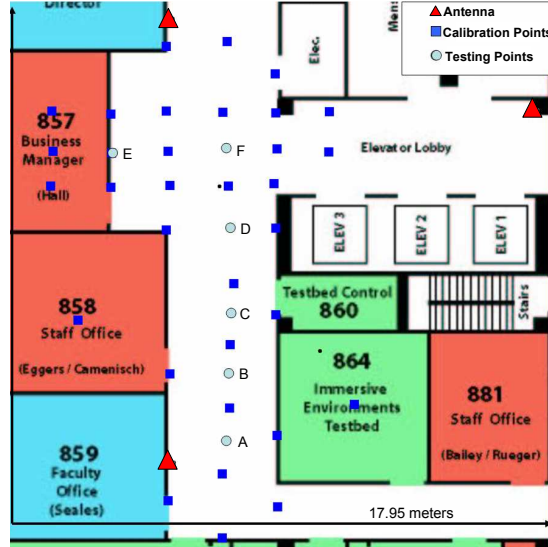 Director
Elec.
Mens
Antenna
Calibration Points
Testing Points
857
Business
Manager
(Hall)
E
F
Elevator Lobby
D
ELEV 3
ELEV 2
ELEV 1
858
Staff Office
(Eggers / Camenisch)
C
Testbed Control
860
Stairs
B
864
Immersive
Environments
Testbed
881
Staff Office
(Bailey / Rueger)
A
859
Faculty
Office
(Seales)
17.95 meters